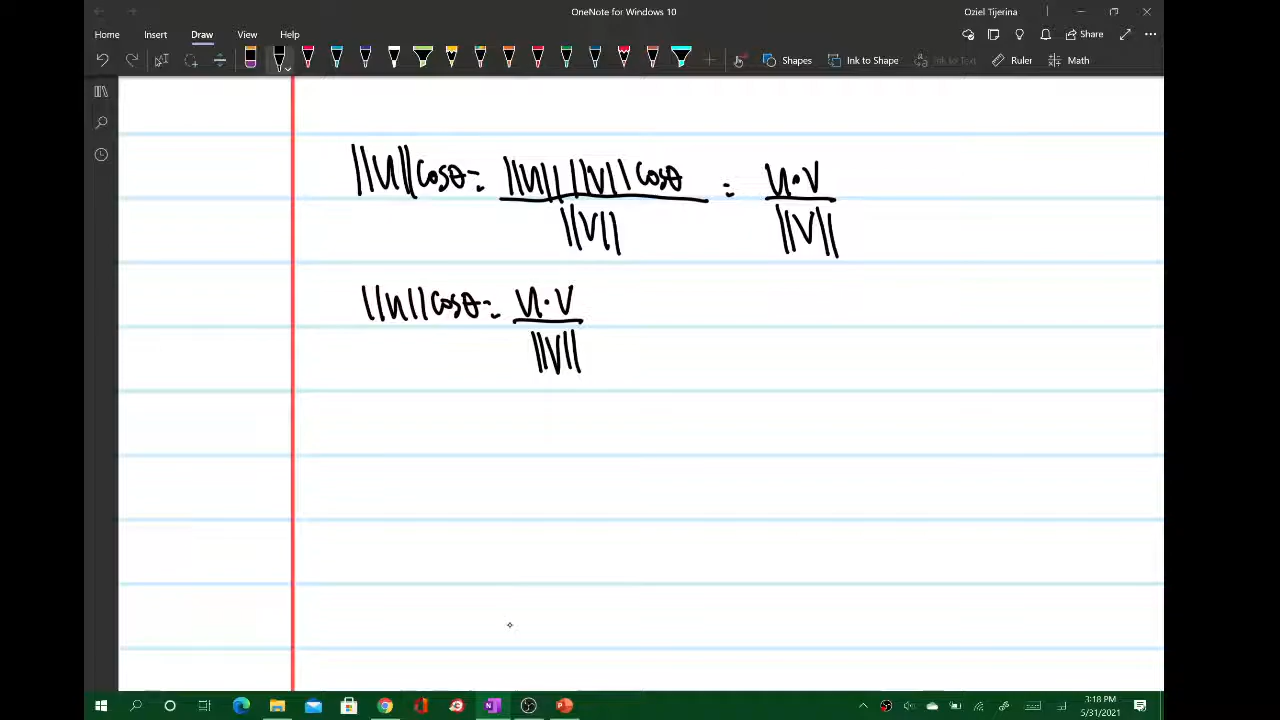 OneNote for Windows 10
Oziel Tijerina
Home Insert Draw View Help
Share
Shapes Ink to Shape Ink to Text Ruler Math
||u||cosθ = ||u|| ||v|| cosθ / ||v|| = u·v / ||v||
||u||cosθ = u·v / ||v||
3:18 PM
5/31/2021